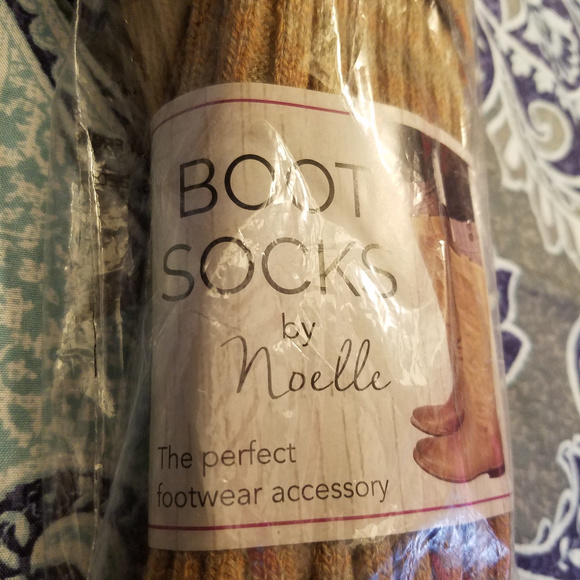 BOOT
SOCKS
by
Noelle
The perfect
footwear accessory